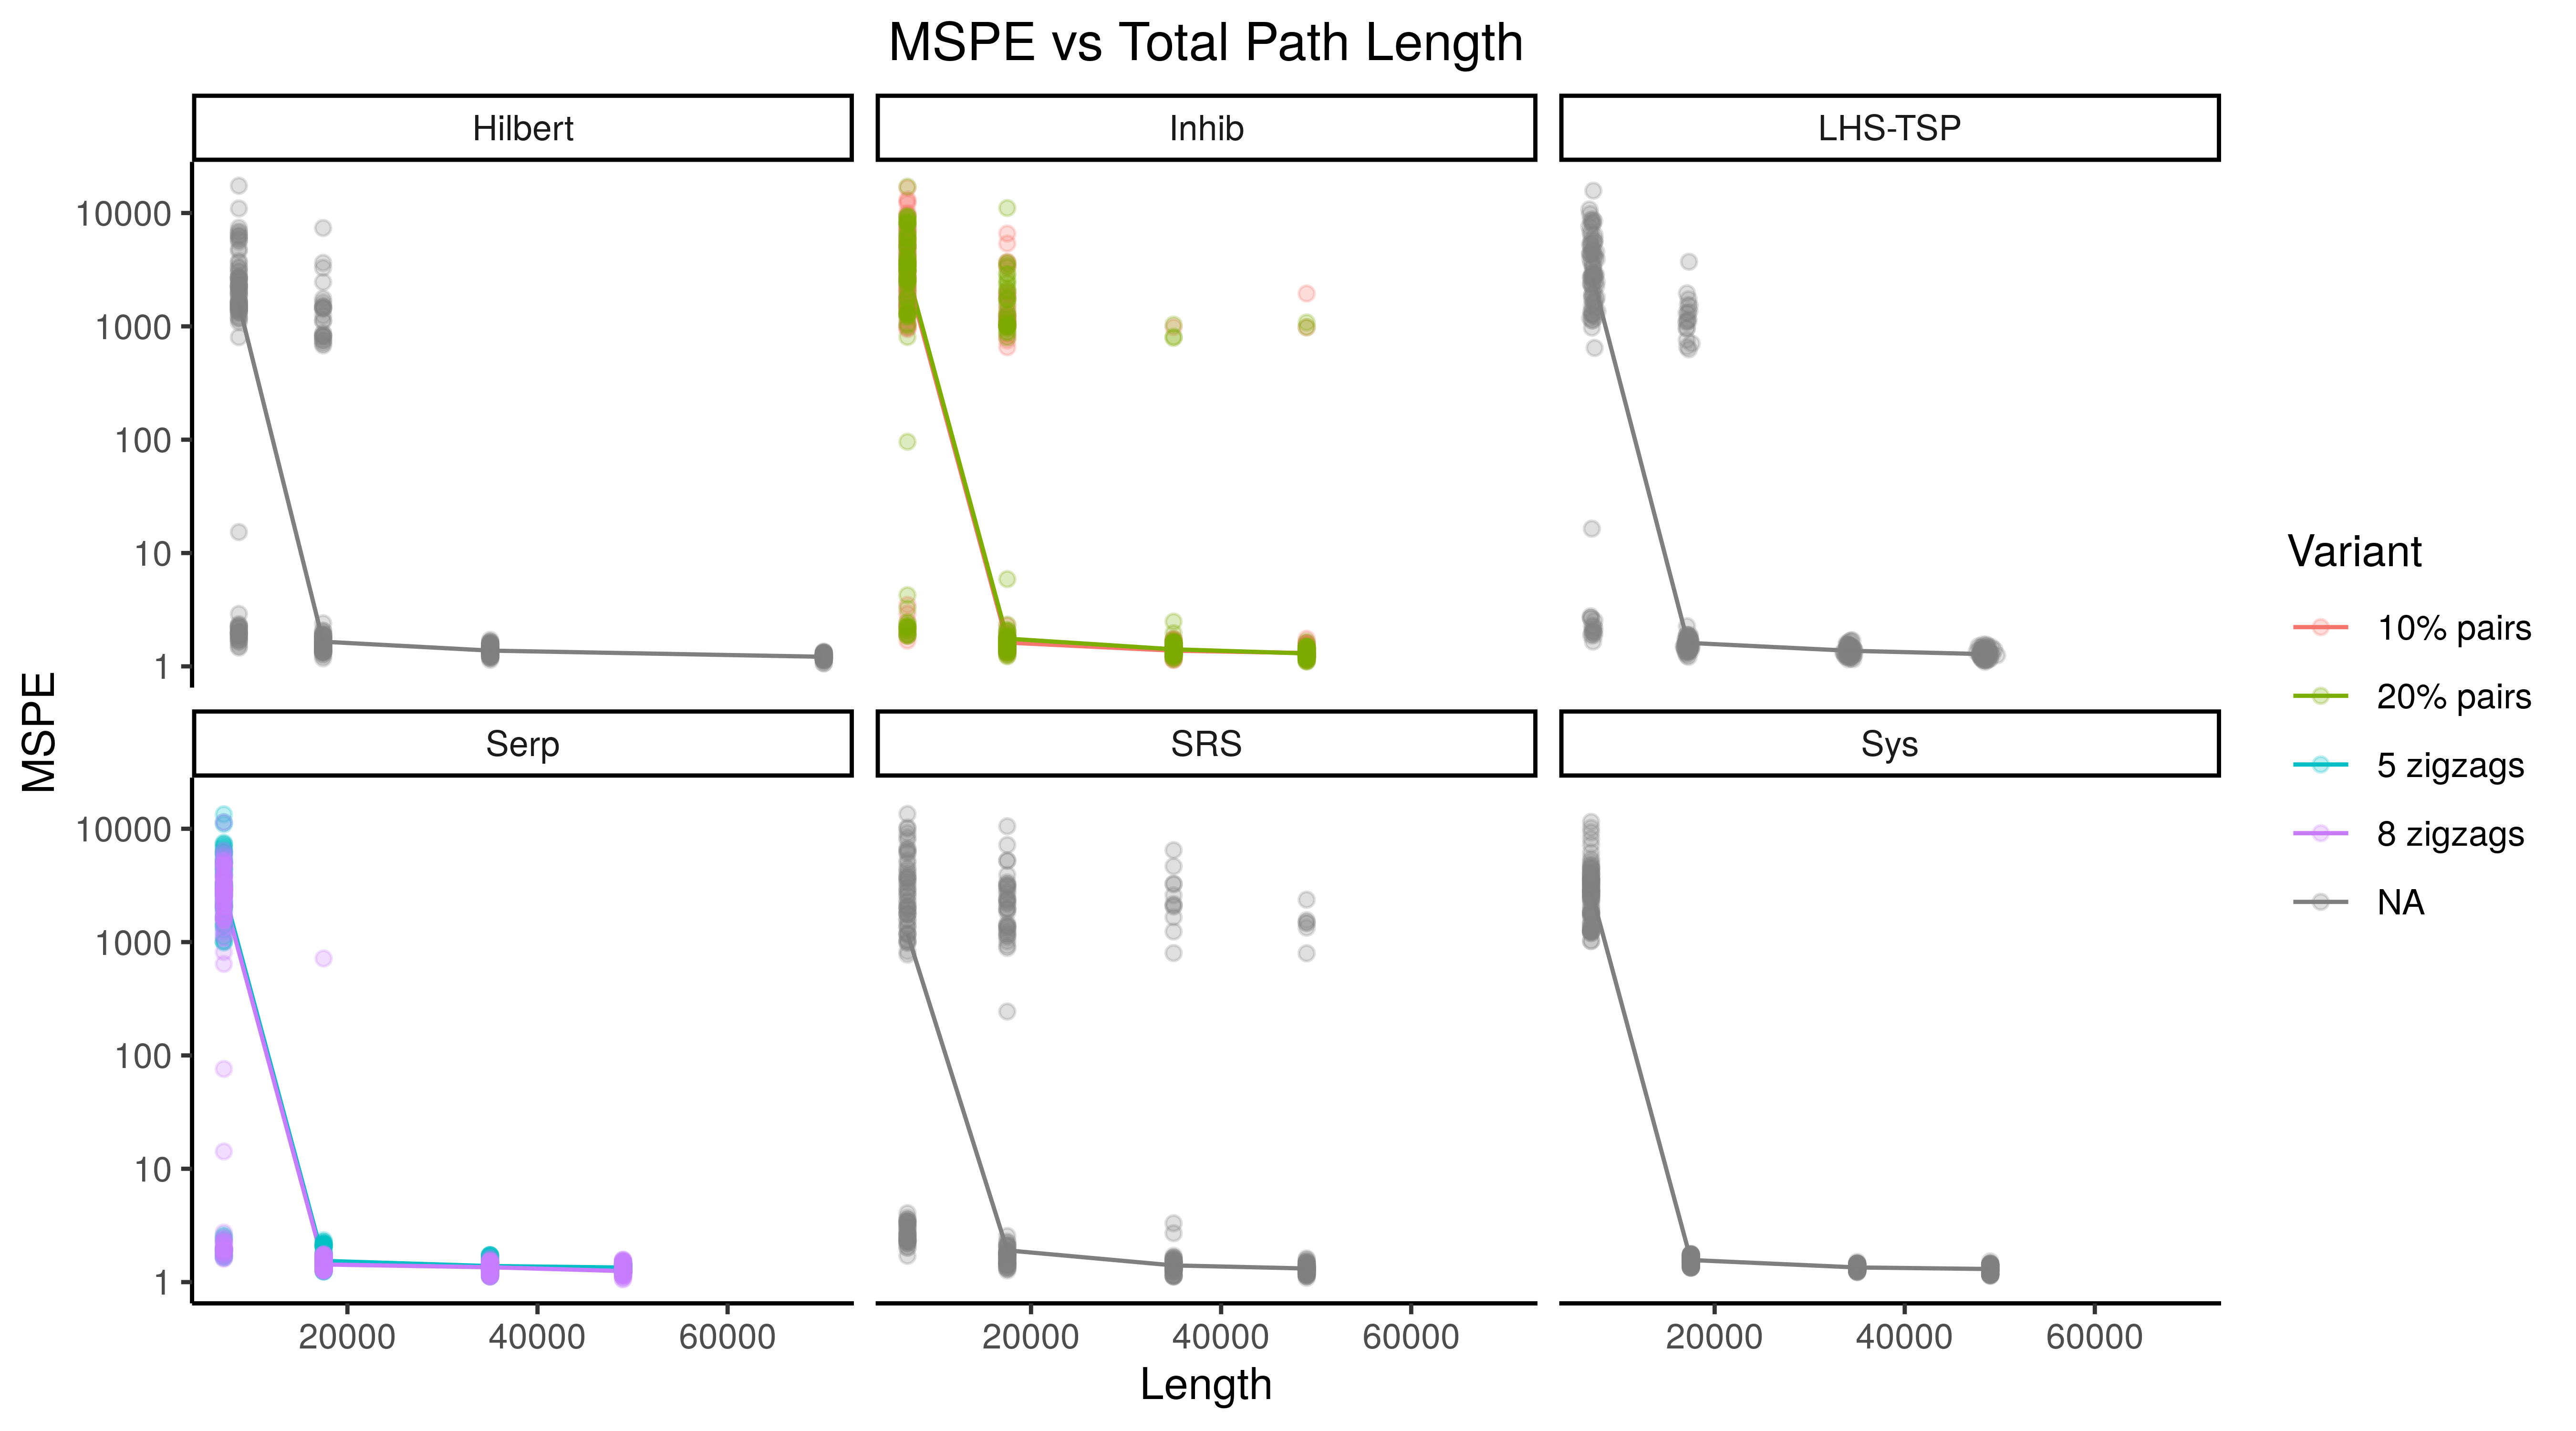 MSPE vs Total Path Length
Hilbert
Inhib
LHS-TSP
10000
1000
100
10
1
Serp
SRS
Sys
10000
1000
100
10
1
20000 40000 60000
20000 40000 60000
20000 40000 60000
Length
MSPE
Variant
10% pairs
20% pairs
5 zigzags
8 zigzags
NA